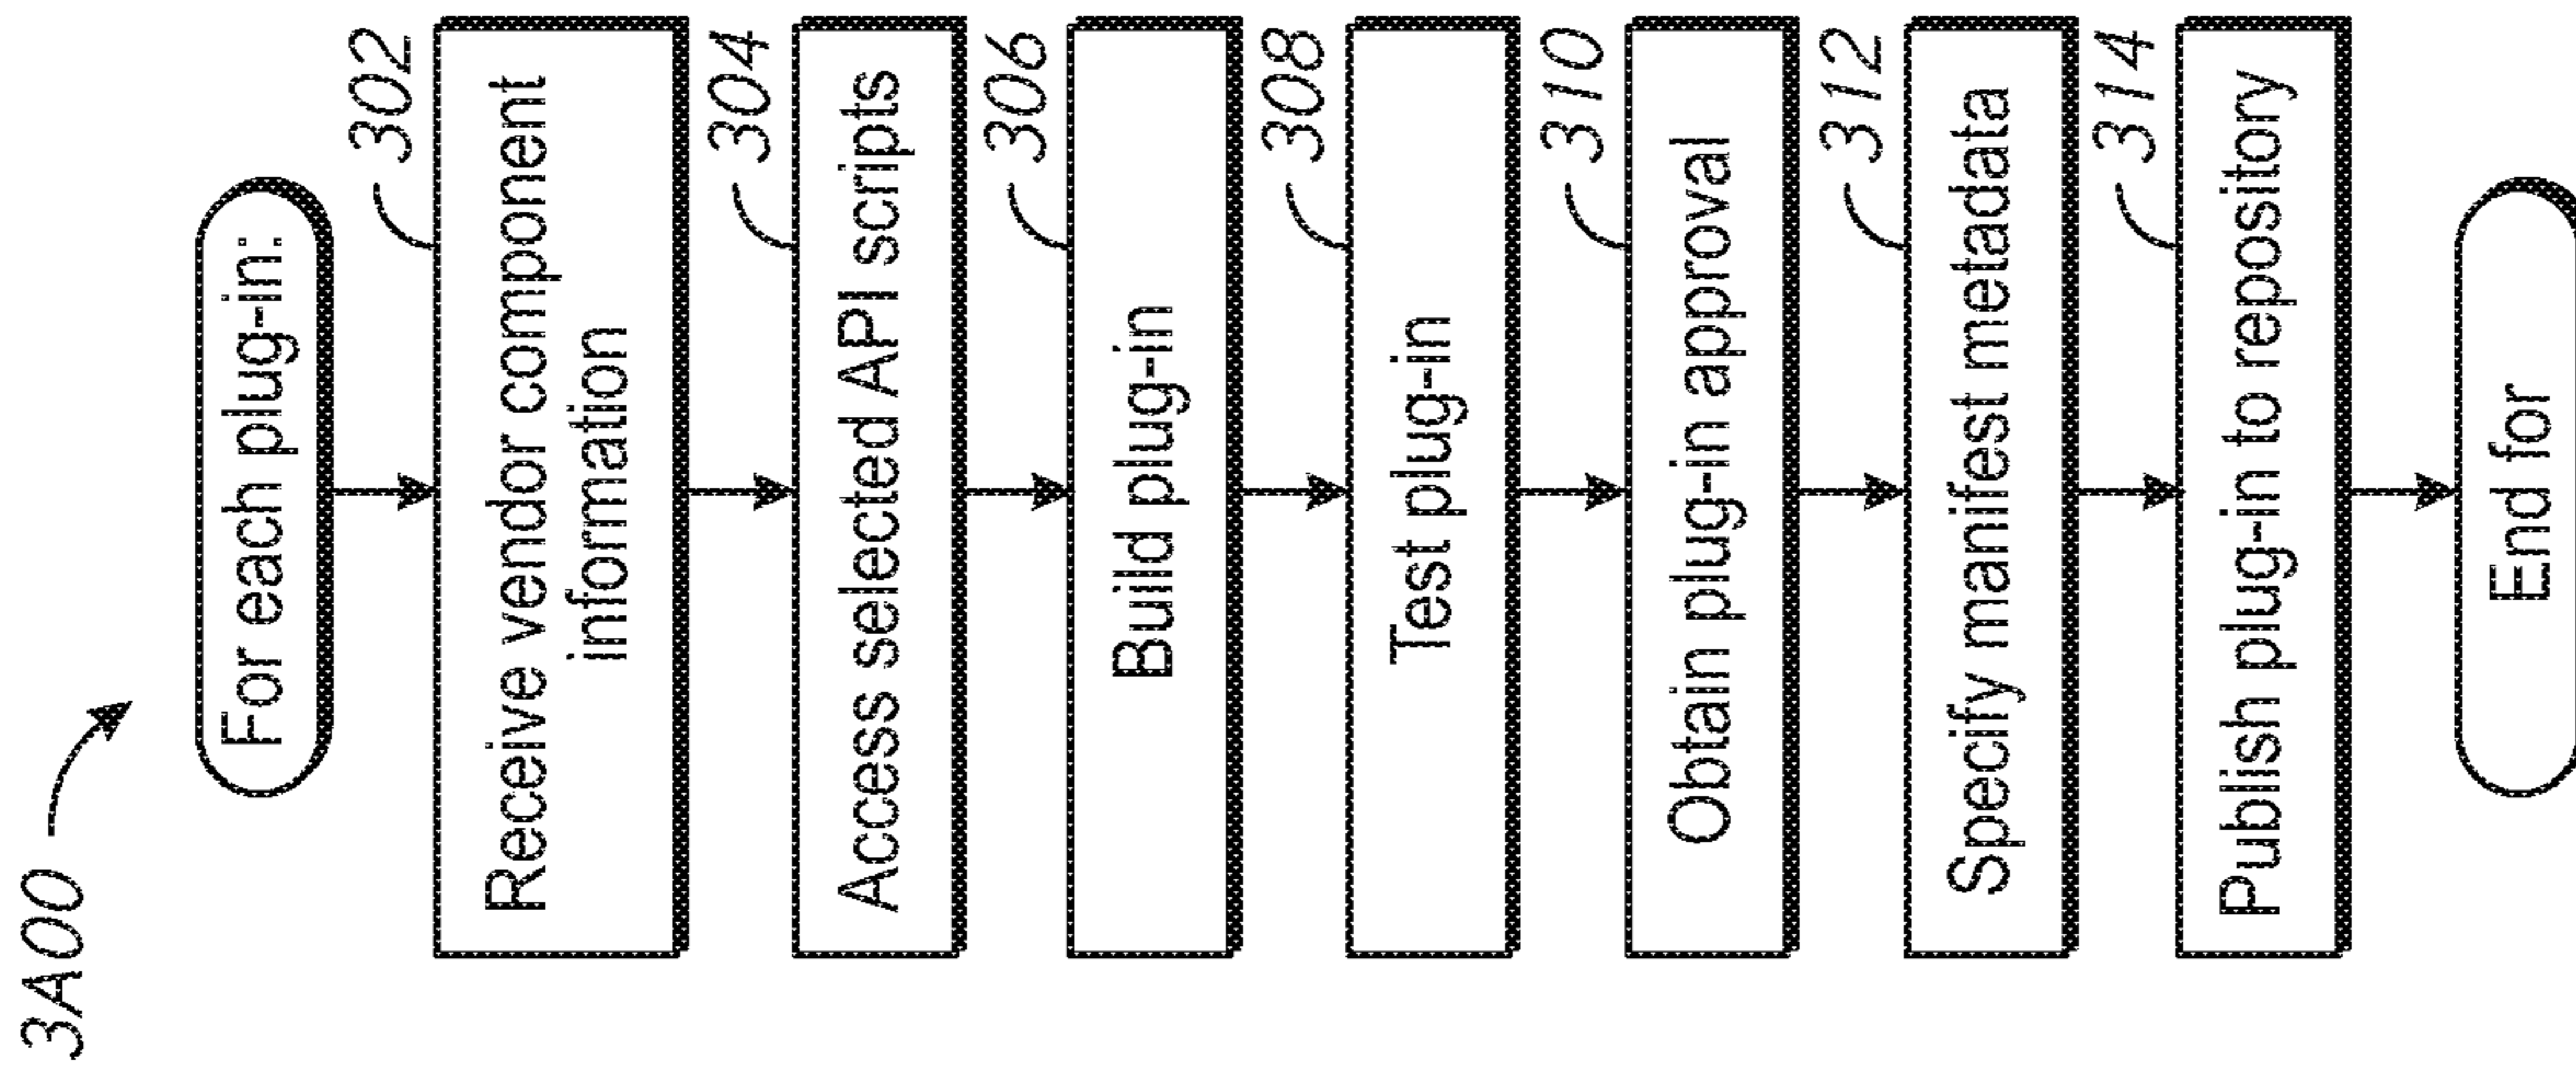 3A00
For each plug-in:
302
Receive vendor component
information
304
Access selected API scripts
306
Build plug-in
308
Test plug-in
310
Obtain plug-in approval
312
Specify manifest metadata
314
Publish plug-in to repository
End for